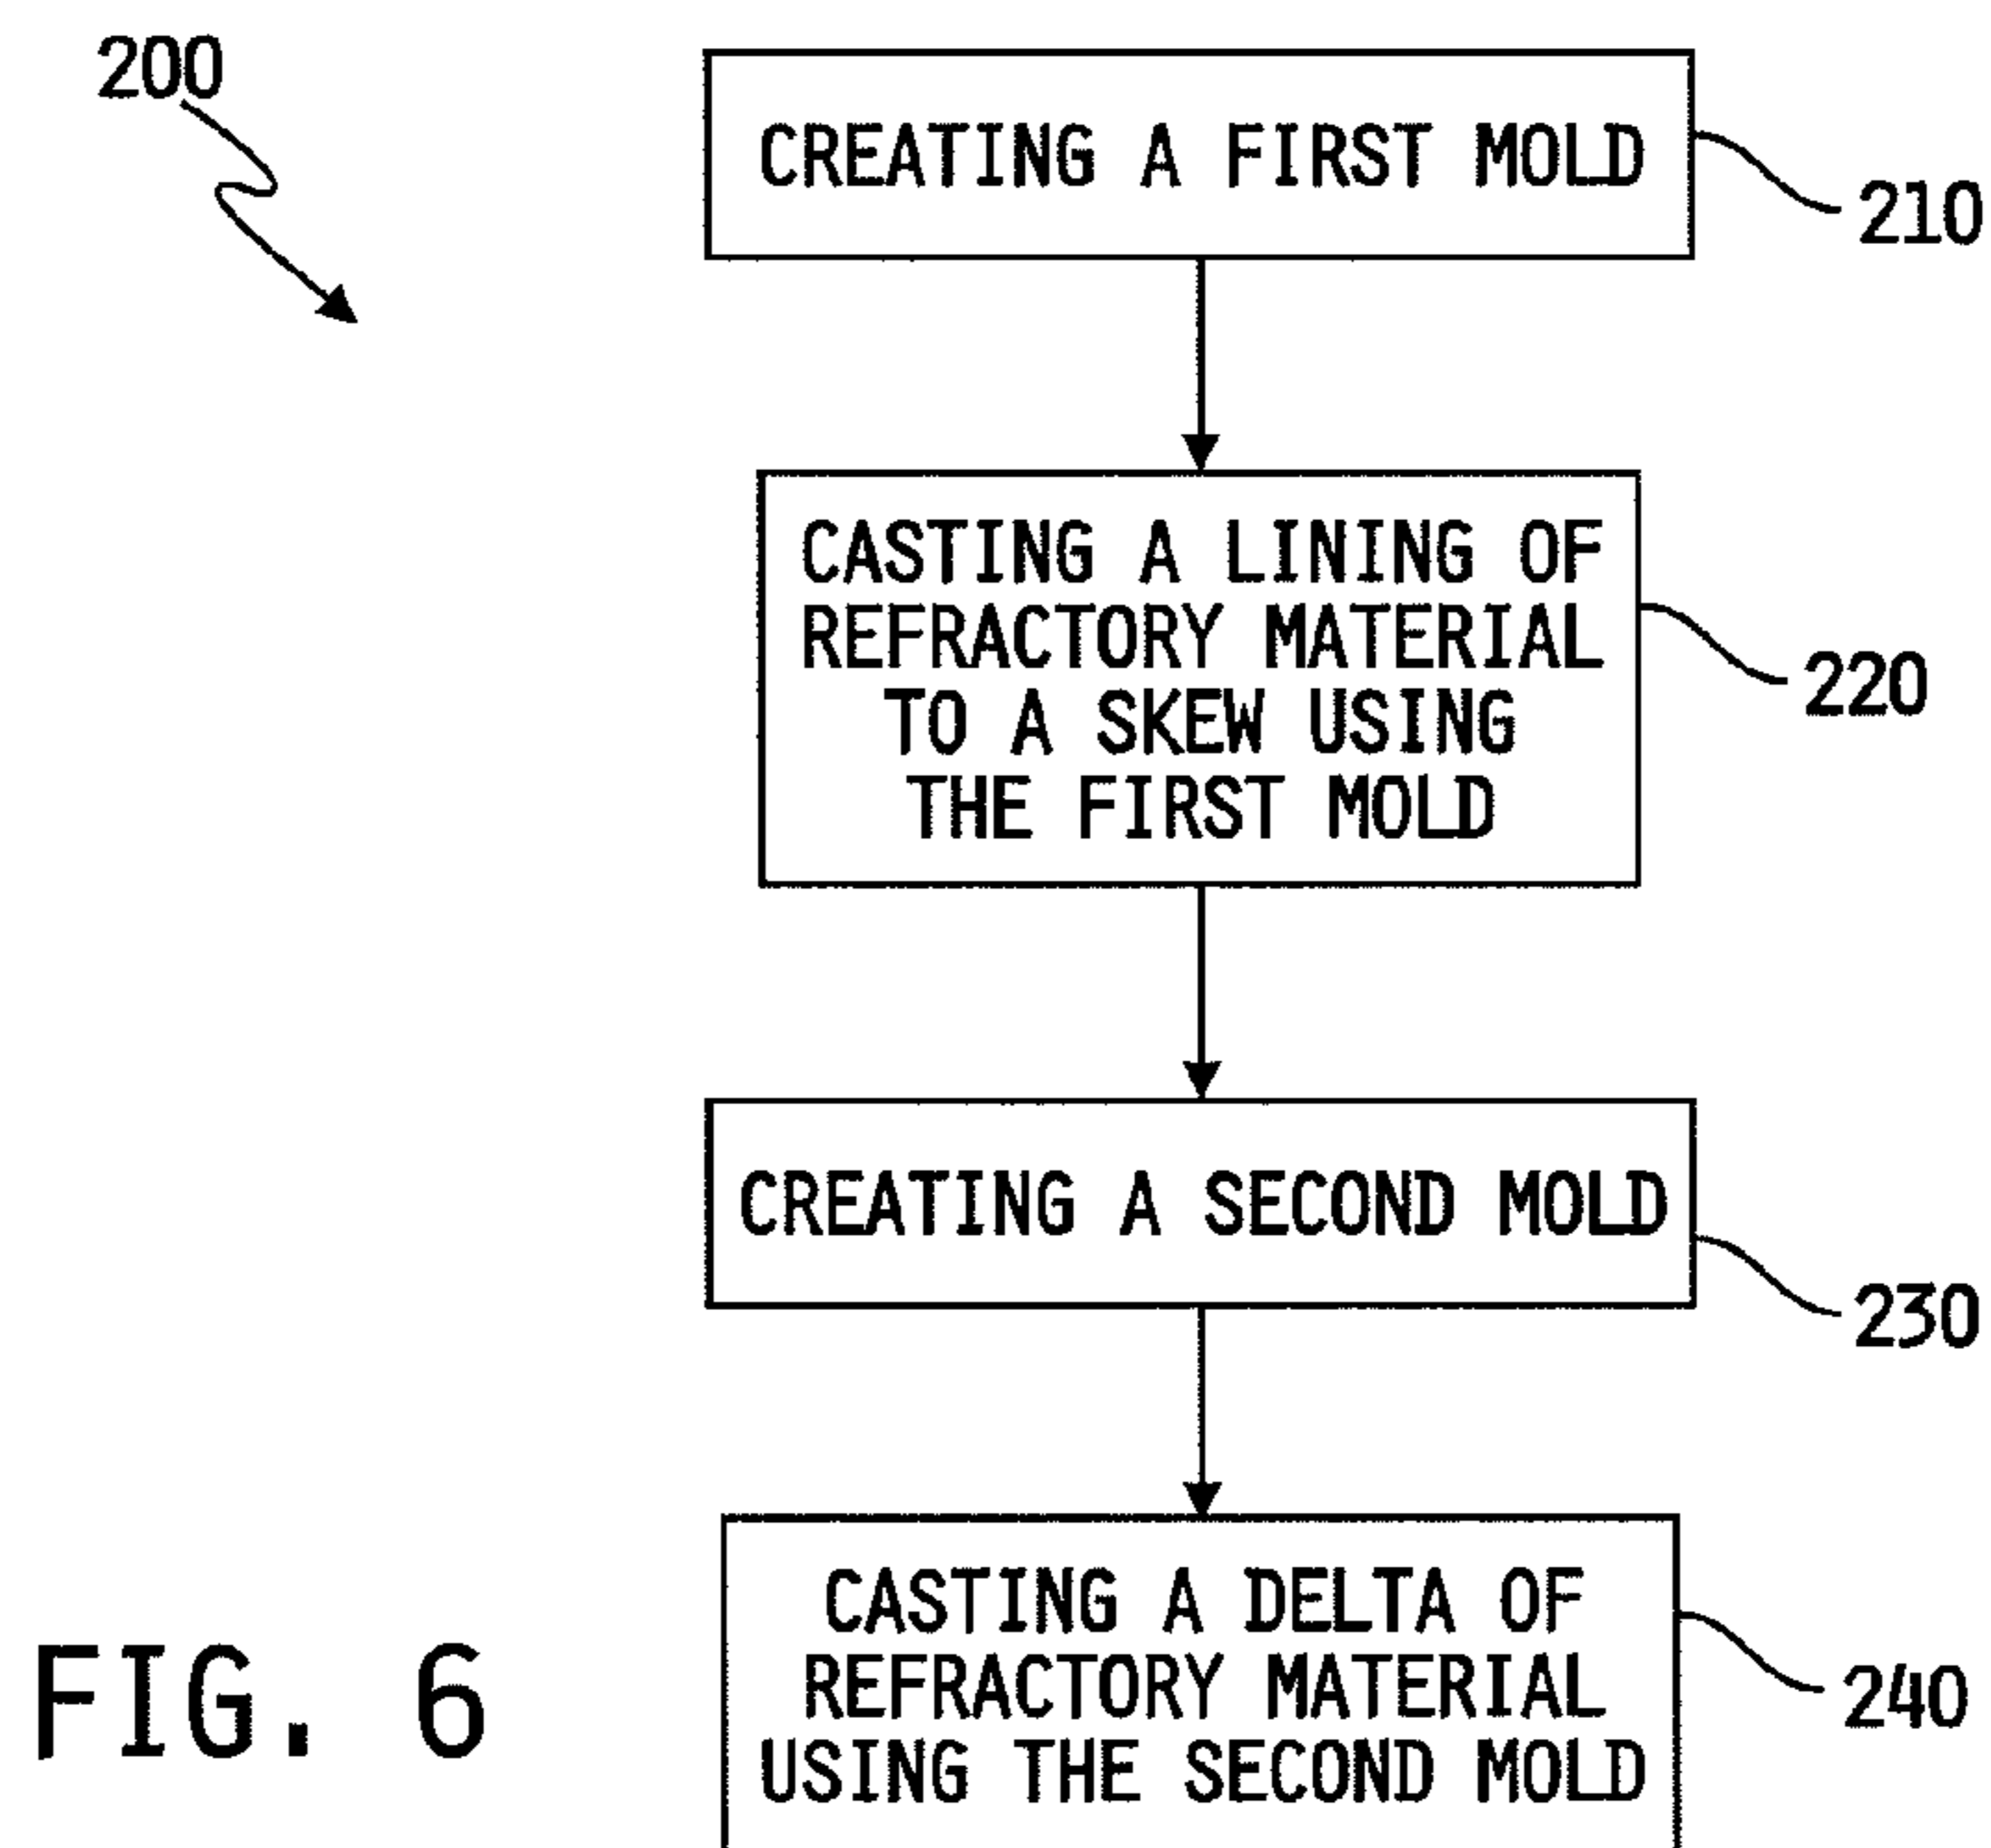 200
CREATING A FIRST MOLD
210
CASTING A LINING OF
REFRACTORY MATERIAL
TO A SKEW USING
THE FIRST MOLD
220
CREATING A SECOND MOLD
230
CASTING A DELTA OF
REFRACTORY MATERIAL
USING THE SECOND MOLD
240
FIG. 6